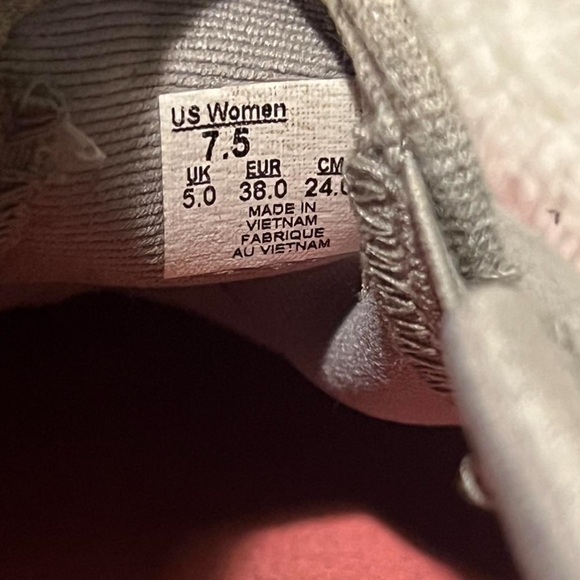 US Women
7.5
UK EUR CM
5.0 38.0 24.0
MADE IN
VIETNAM
FABRIQUE
AU VIETNAM